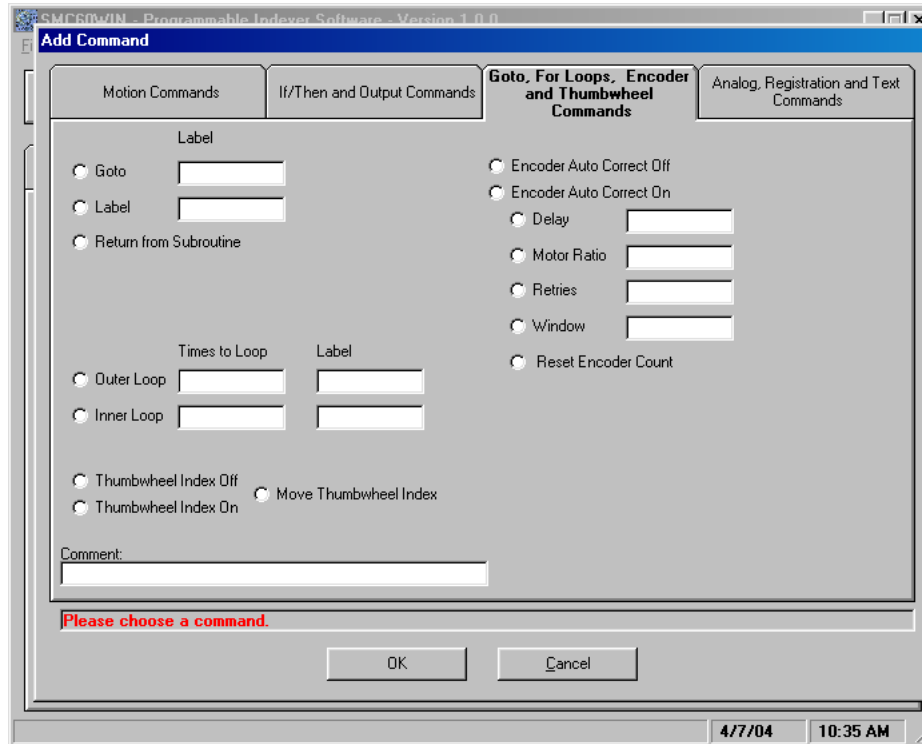 SMC60WIN - Programmable Indexer Software - Version 1.0.0
Add Command
Motion Commands
If/Then and Output Commands
Goto, For Loops, Encoder
and Thumbwheel
Commands
Analog, Registration and Text
Commands
Label
Goto
Label
Return from Subroutine
Encoder Auto Correct Off
Encoder Auto Correct On
Delay
Motor Ratio
Retries
Window
Reset Encoder Count
Times to Loop Label
Outer Loop
Inner Loop
Thumbwheel Index Off
Thumbwheel Index On
Move Thumbwheel Index
Comment:
Please choose a command.
OK Cancel
4/7/04 10:35 AM